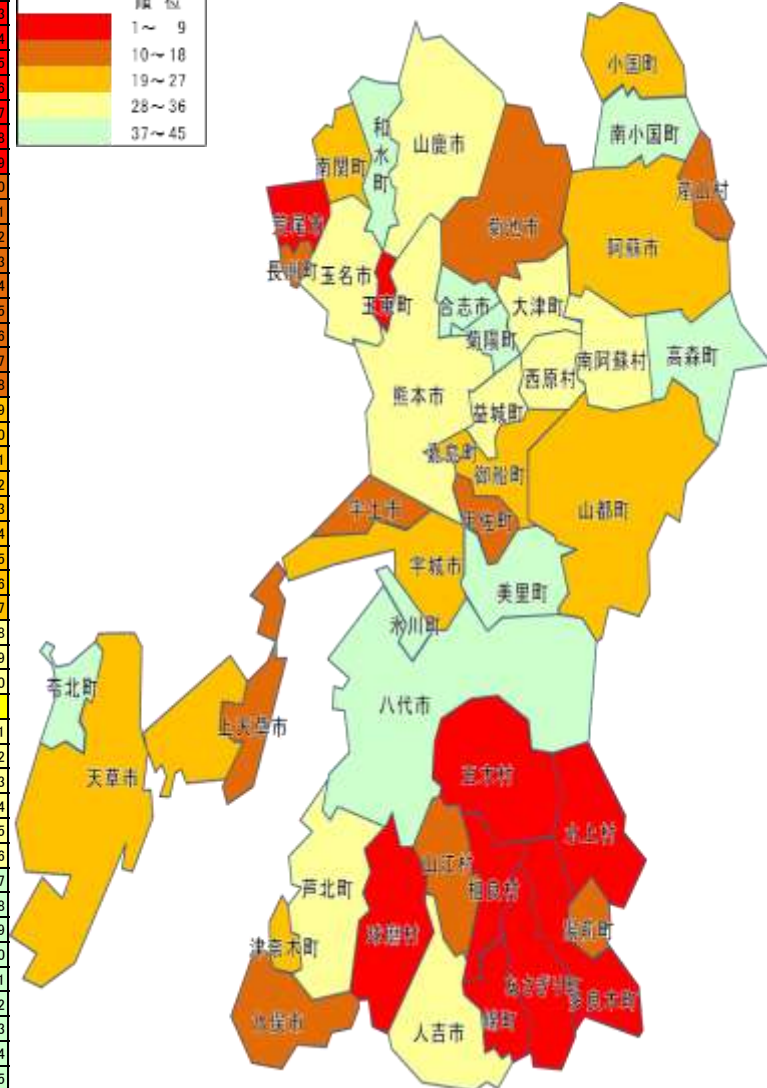 順 位
1～ 9
10～18
19～27
28～36
37～45
小国町
南小国町
和水町
山鹿市
南関町
産山村
菊池市
荒尾市
阿蘇市
長洲町
玉名市
玉東町
合志市
大津町
菊陽町
南阿蘇村
高森町
西原村
熊本市
益城町
嘉島町
御船町
宇土市
甲佐町
山都町
宇城市
美里町
氷川町
苓北町
八代市
上天草市
天草市
五木村
水上村
山江村
相良村
芦北町
湯前町
球磨村
津奈木町
あさぎり町
多良木町
水俣市
錦町
人吉市